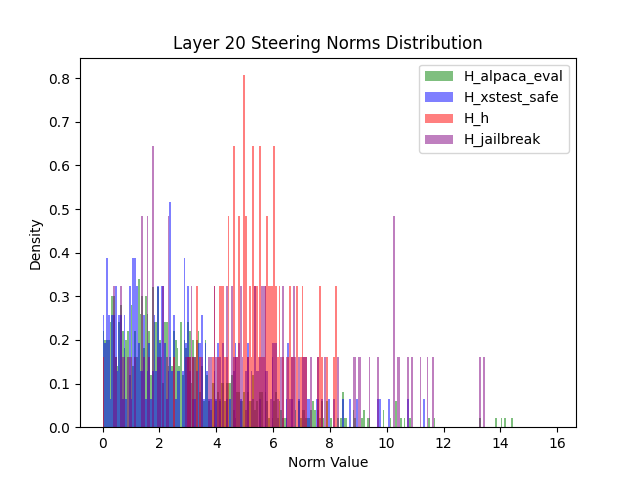 Layer 20 Steering Norms Distribution
H_alpaca_eval
H_xstest_safe
H_h
H_jailbreak
Density
0.8
0.7
0.6
0.5
0.4
0.3
0.2
0.1
0.0
0 2 4 6 8 10 12 14 16
Norm Value